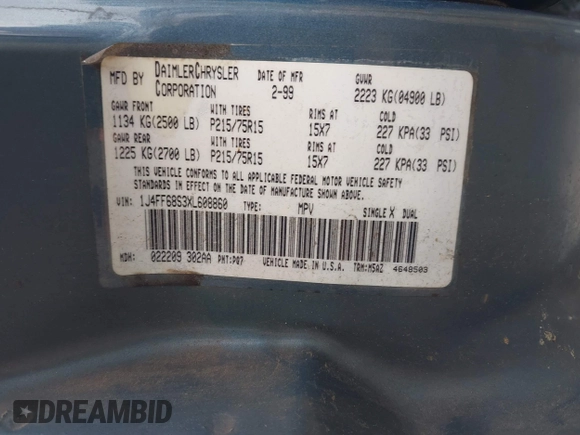 MFD BY DAIMLERCHRYSLER CORPORATION DATE OF MFR 2-99 GVWR 2223 KG(04900 LB)
GAWR FRONT WITH TIRES RIMS AT COLD
1134 KG(2500 LB) P215/75R15 15X7 227 KPA(33 PSI)
GAWR REAR WITH TIRES RIMS AT COLD
1225 KG(2700 LB) P215/75R15 15X7 227 KPA(33 PSI)
THIS VEHICLE CONFORMS TO ALL APPLICABLE FEDERAL MOTOR VEHICLE SAFETY
STANDARDS IN EFFECT ON THE DATE OF MANUFACTURE SHOWN ABOVE.
VIN: 1J4FF68S3XL608860 TYPE: MPV SINGLE X DUAL
MDH: 022209 302AA PNT:P07 VEHICLE MADE IN U.S.A. TRM:M5AZ 4648503
DREAMBID